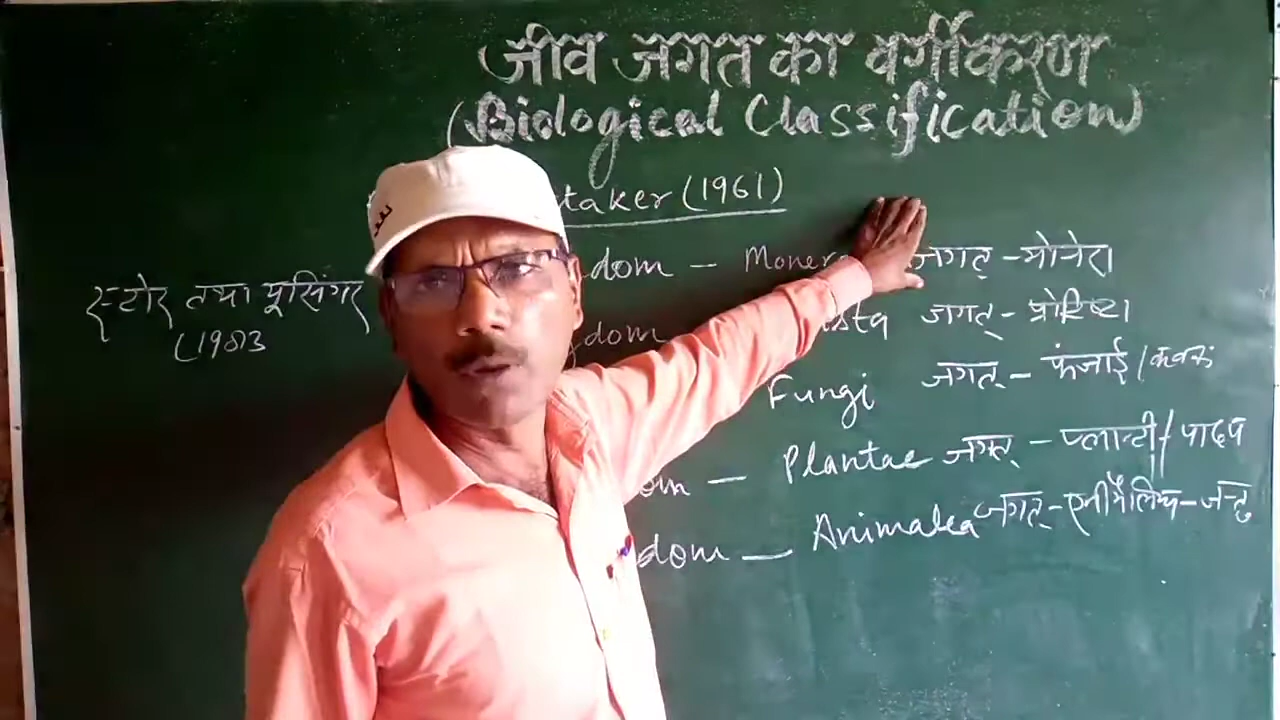 जीव जगत का वर्गीकरण
(Biological Classification)
taker (1961)
dom – Monera जगत् - मोनेरा
स्टोर तथा यूसिंगर
(1983
gdom ista जगत् - प्रोटिष्टा
Fungi जगत् - फंजाई / कवक
om – Plantae जगत् - प्लान्टी / पादप
dom – Animalea जगत् - एनीमैलिया - जन्तु